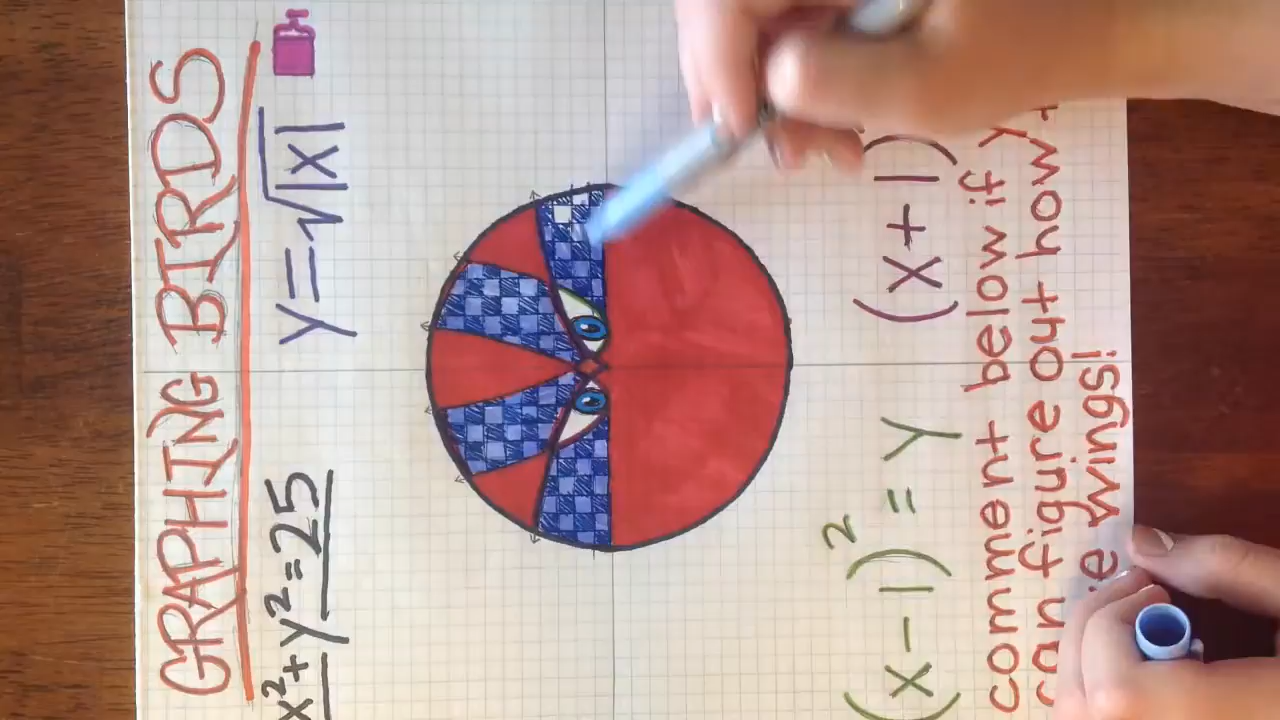 GRAPHING BIRDS
x²+y²=25
y=√|x|
(x-1)²=y
(x+1)
comment below if y
can figure out how
wings!